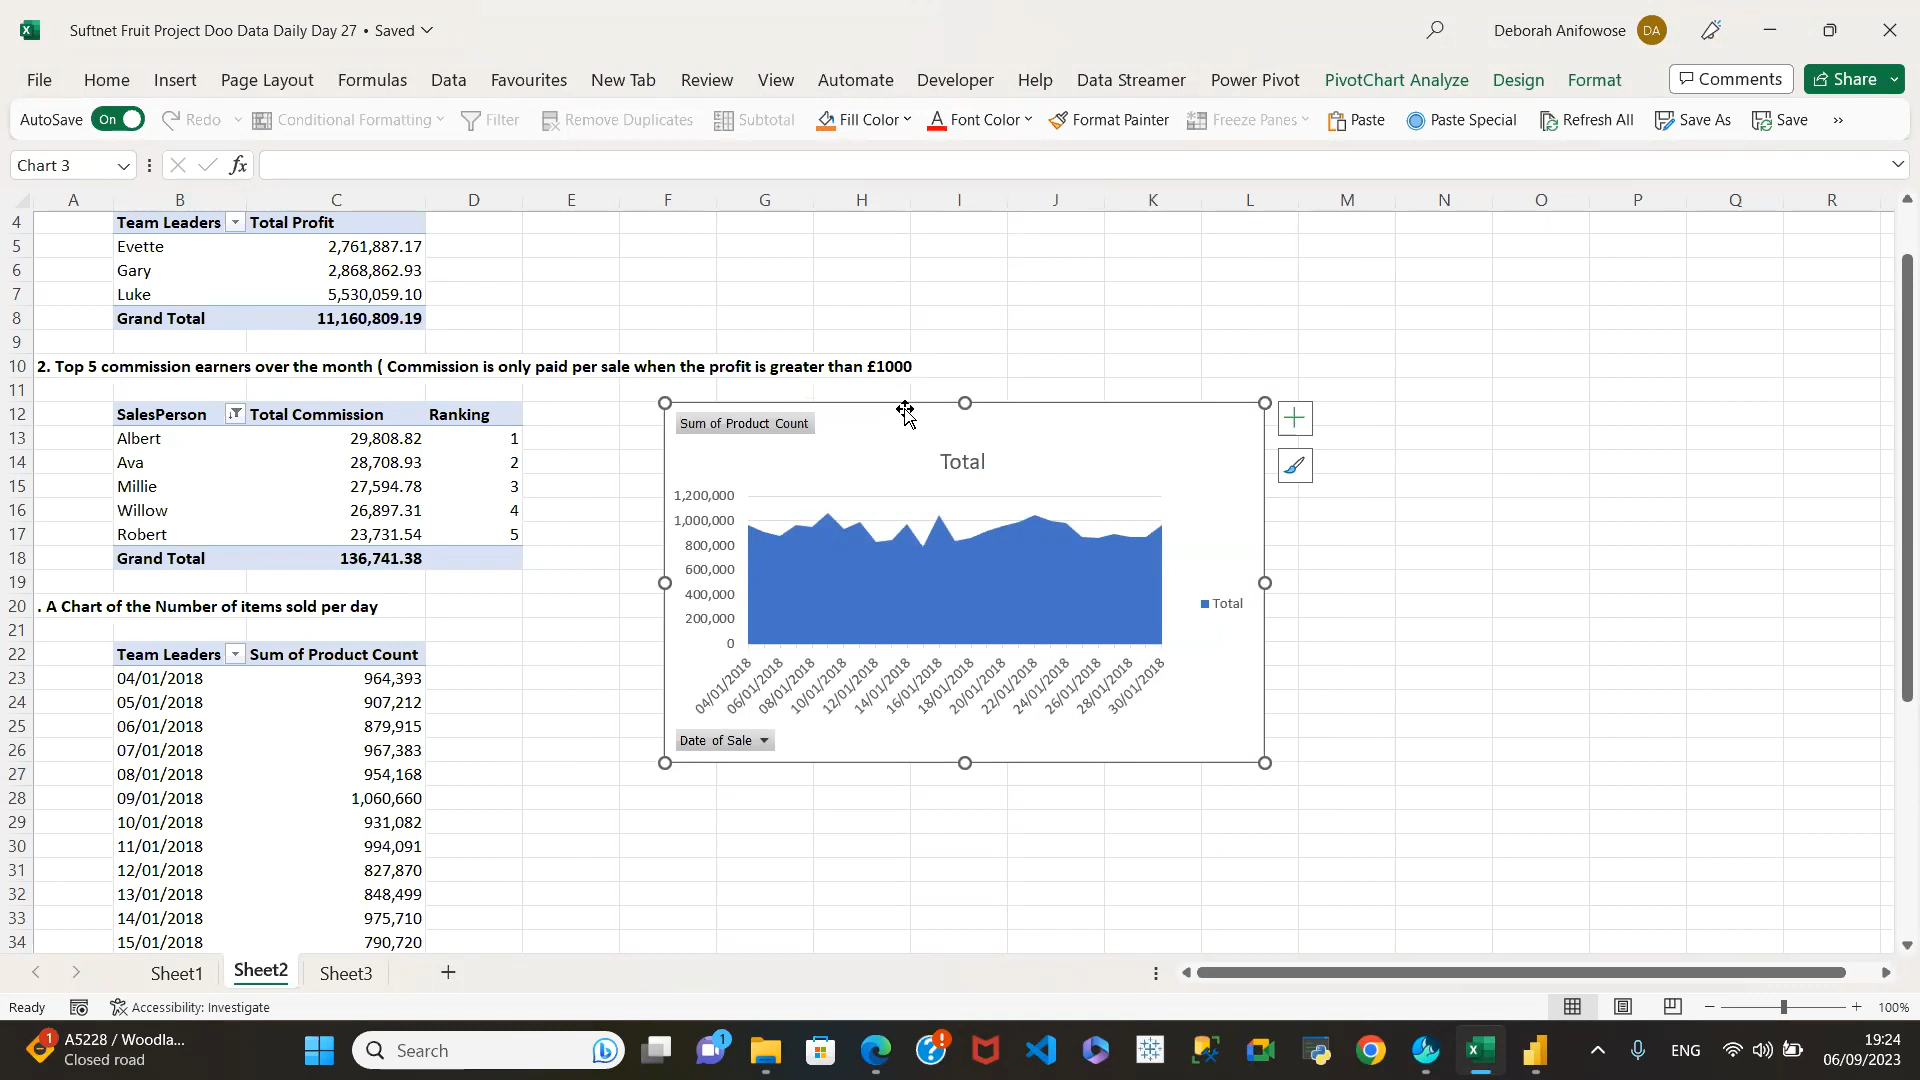 Suftnet Fruit Project Doo Data Daily Day 27 • Saved
Deborah Anifowose DA
File Home Insert Page Layout Formulas Data Favourites New Tab Review View Automate Developer Help Data Streamer Power Pivot PivotChart Analyze Design Format Comments Share
AutoSave On Redo Conditional Formatting Filter Remove Duplicates Subtotal Fill Color Font Color Format Painter Freeze Panes Paste Paste Special Refresh All Save As Save
Chart 3 fx
A B C D E F G H I J K L M N O P Q R
4 Team Leaders Total Profit
5 Evette 2,761,887.17
6 Gary 2,868,862.93
7 Luke 5,530,059.10
8 Grand Total 11,160,809.19
9
10 2. Top 5 commission earners over the month ( Commission is only paid per sale when the profit is greater than £1000
11
12 SalesPerson Total Commission Ranking
13 Albert 29,808.82 1
14 Ava 28,708.93 2
15 Millie 27,594.78 3
16 Willow 26,897.31 4
17 Robert 23,731.54 5
18 Grand Total 136,741.38
19
20 . A Chart of the Number of items sold per day
21
22 Team Leaders Sum of Product Count
23 04/01/2018 964,393
24 05/01/2018 907,212
25 06/01/2018 879,915
26 07/01/2018 967,383
27 08/01/2018 954,168
28 09/01/2018 1,060,660
29 10/01/2018 931,082
30 11/01/2018 994,091
31 12/01/2018 827,870
32 13/01/2018 848,499
33 14/01/2018 975,710
34 15/01/2018 790,720
Sum of Product Count
Total
1,200,000
1,000,000
800,000
600,000
400,000
200,000
0
Total
04/01/2018 06/01/2018 08/01/2018 10/01/2018 12/01/2018 14/01/2018 16/01/2018 18/01/2018 20/01/2018 22/01/2018 24/01/2018 26/01/2018 28/01/2018 30/01/2018
Date of Sale
Sheet1 Sheet2 Sheet3
Ready Accessibility: Investigate 100%
1 A5228 / Woodla...
Closed road
Search
1
ENG
19:24
06/09/2023